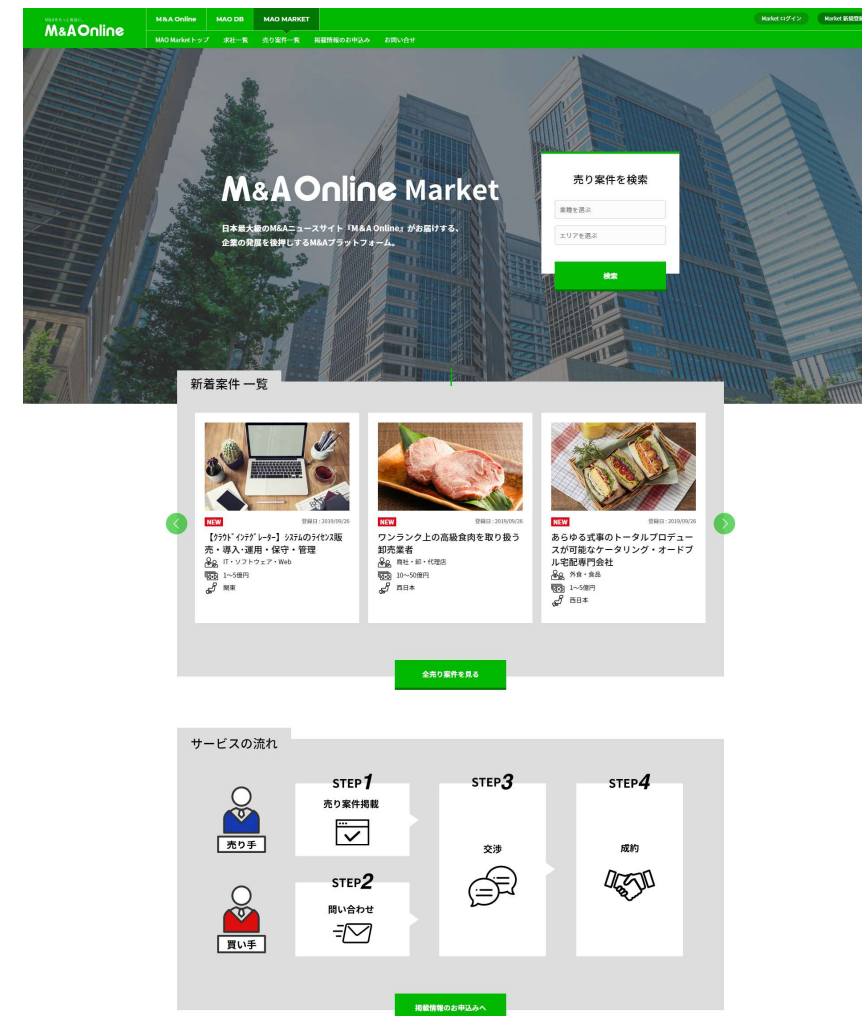 M&Aをもっと身近に。
M&A Online
M&A Online MAO DB MAO MARKET
MAO Marketトップ 求社一覧 売り案件一覧 掲載情報のお申込み お問い合せ
Market ログイン Market 新規登録
M&A Online Market
日本最大級のM&Aニュースサイト『M&A Online』がお届けする、
企業の発展を後押しするM&Aプラットフォーム。
売り案件を検索
業種を選ぶ
エリアを選ぶ
検索
新着案件 一覧
NEW 登録日 : 2019/09/26
【ｸﾗｳﾄﾞｲﾝﾃｸﾞﾚｰﾀｰ】ｼｽﾃﾑのﾗｲｾﾝｽ販
売・導入･運用・保守・管理
IT・ソフトウェア・Web
1〜5億円
関東
NEW 登録日 : 2019/09/26
ワンランク上の高級食肉を取り扱う
卸売業者
商社・卸・代理店
10〜50億円
西日本
NEW 登録日 : 2019/09/26
あらゆる式事のトータルプロデュー
スが可能なケータリング・オードブ
ル宅配専門会社
外食・食品
1〜5億円
西日本
全売り案件を見る
サービスの流れ
売り手
買い手
STEP1
売り案件掲載
STEP2
問い合わせ
STEP3
交渉
STEP4
成約
掲載情報のお申込みへ